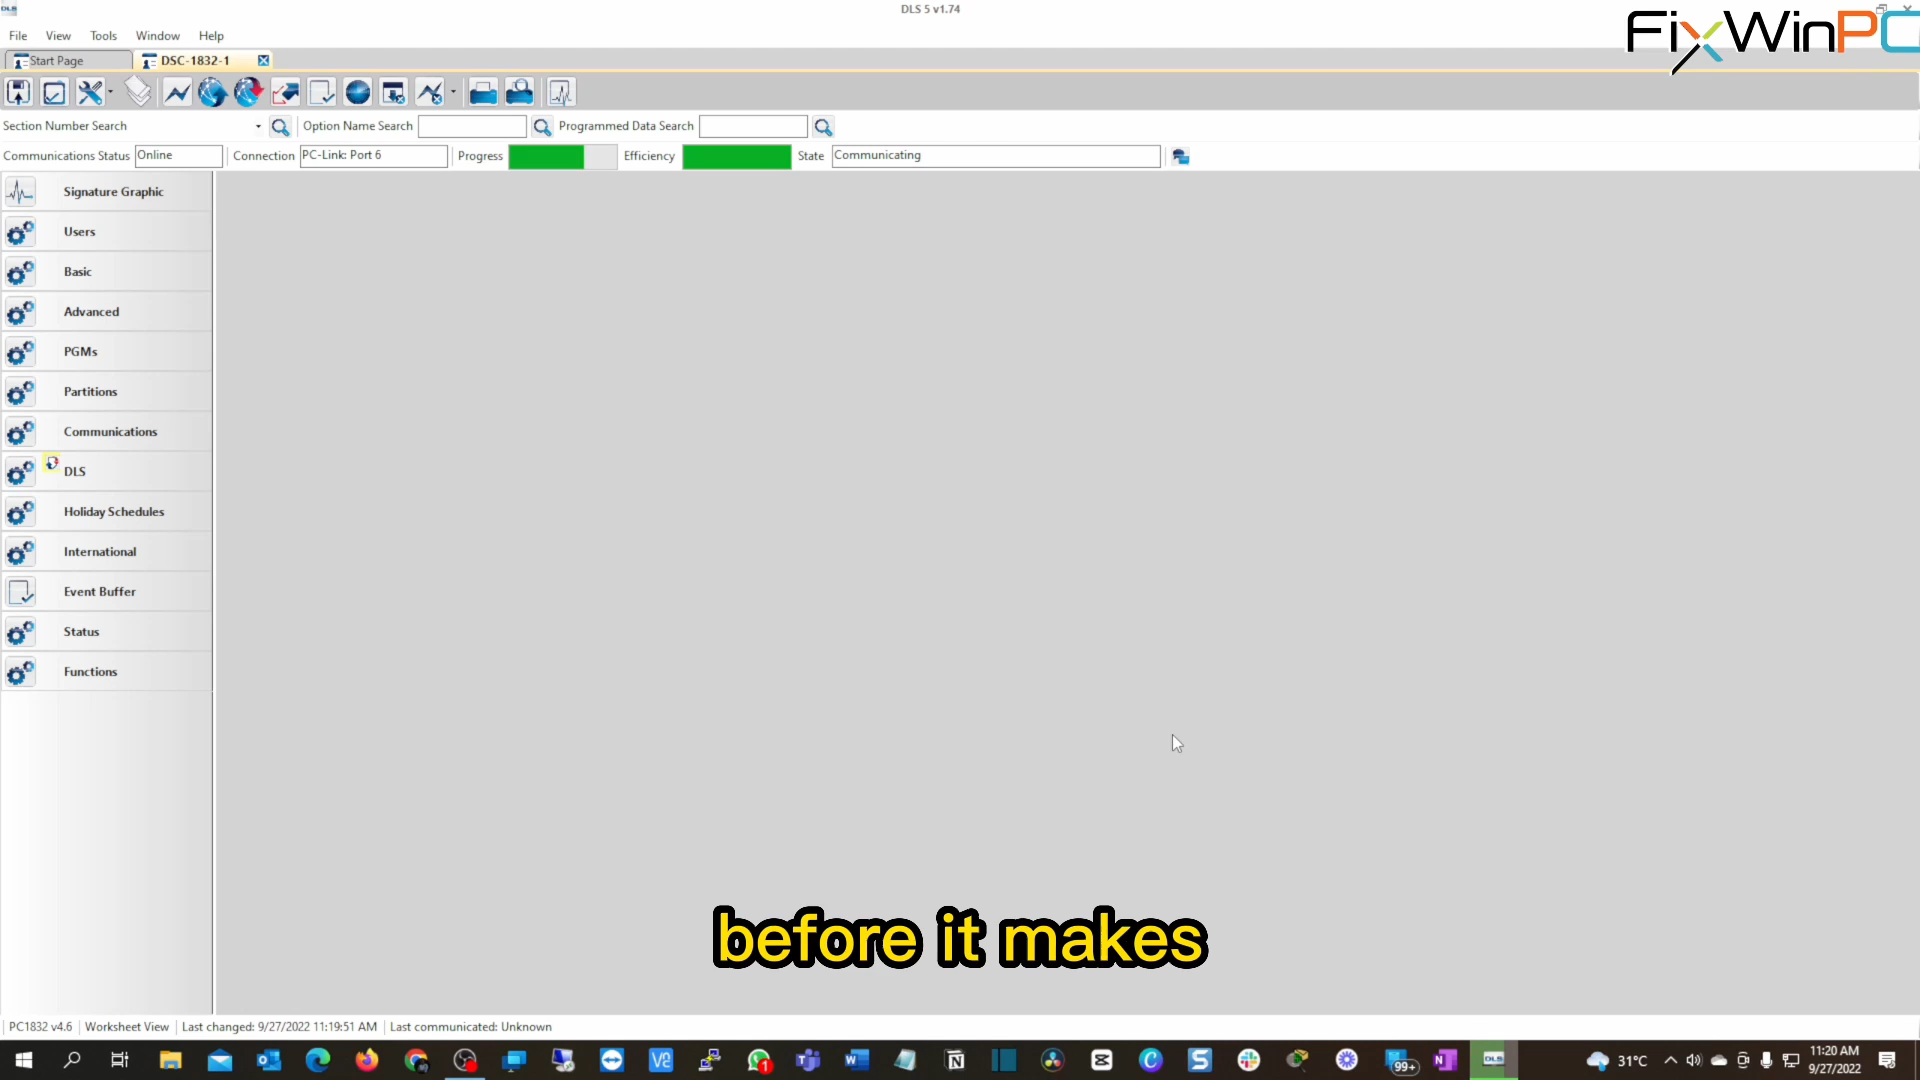 DLS
DLS 5 v1.74
FixWinPC
File View Tools Window Help
Start Page DSC-1832-1
Section Number Search Option Name Search Programmed Data Search
Communications Status Online Connection PC-Link: Port 6 Progress Efficiency State Communicating
Signature Graphic
Users
Basic
Advanced
PGMs
Partitions
Communications
DLS
Holiday Schedules
International
Event Buffer
Status
Functions
before it makes
PC1832 v4.6 Worksheet View Last changed: 9/27/2022 11:19:51 AM Last communicated: Unknown
99+ DLS 31°C 11:20 AM
9/27/2022